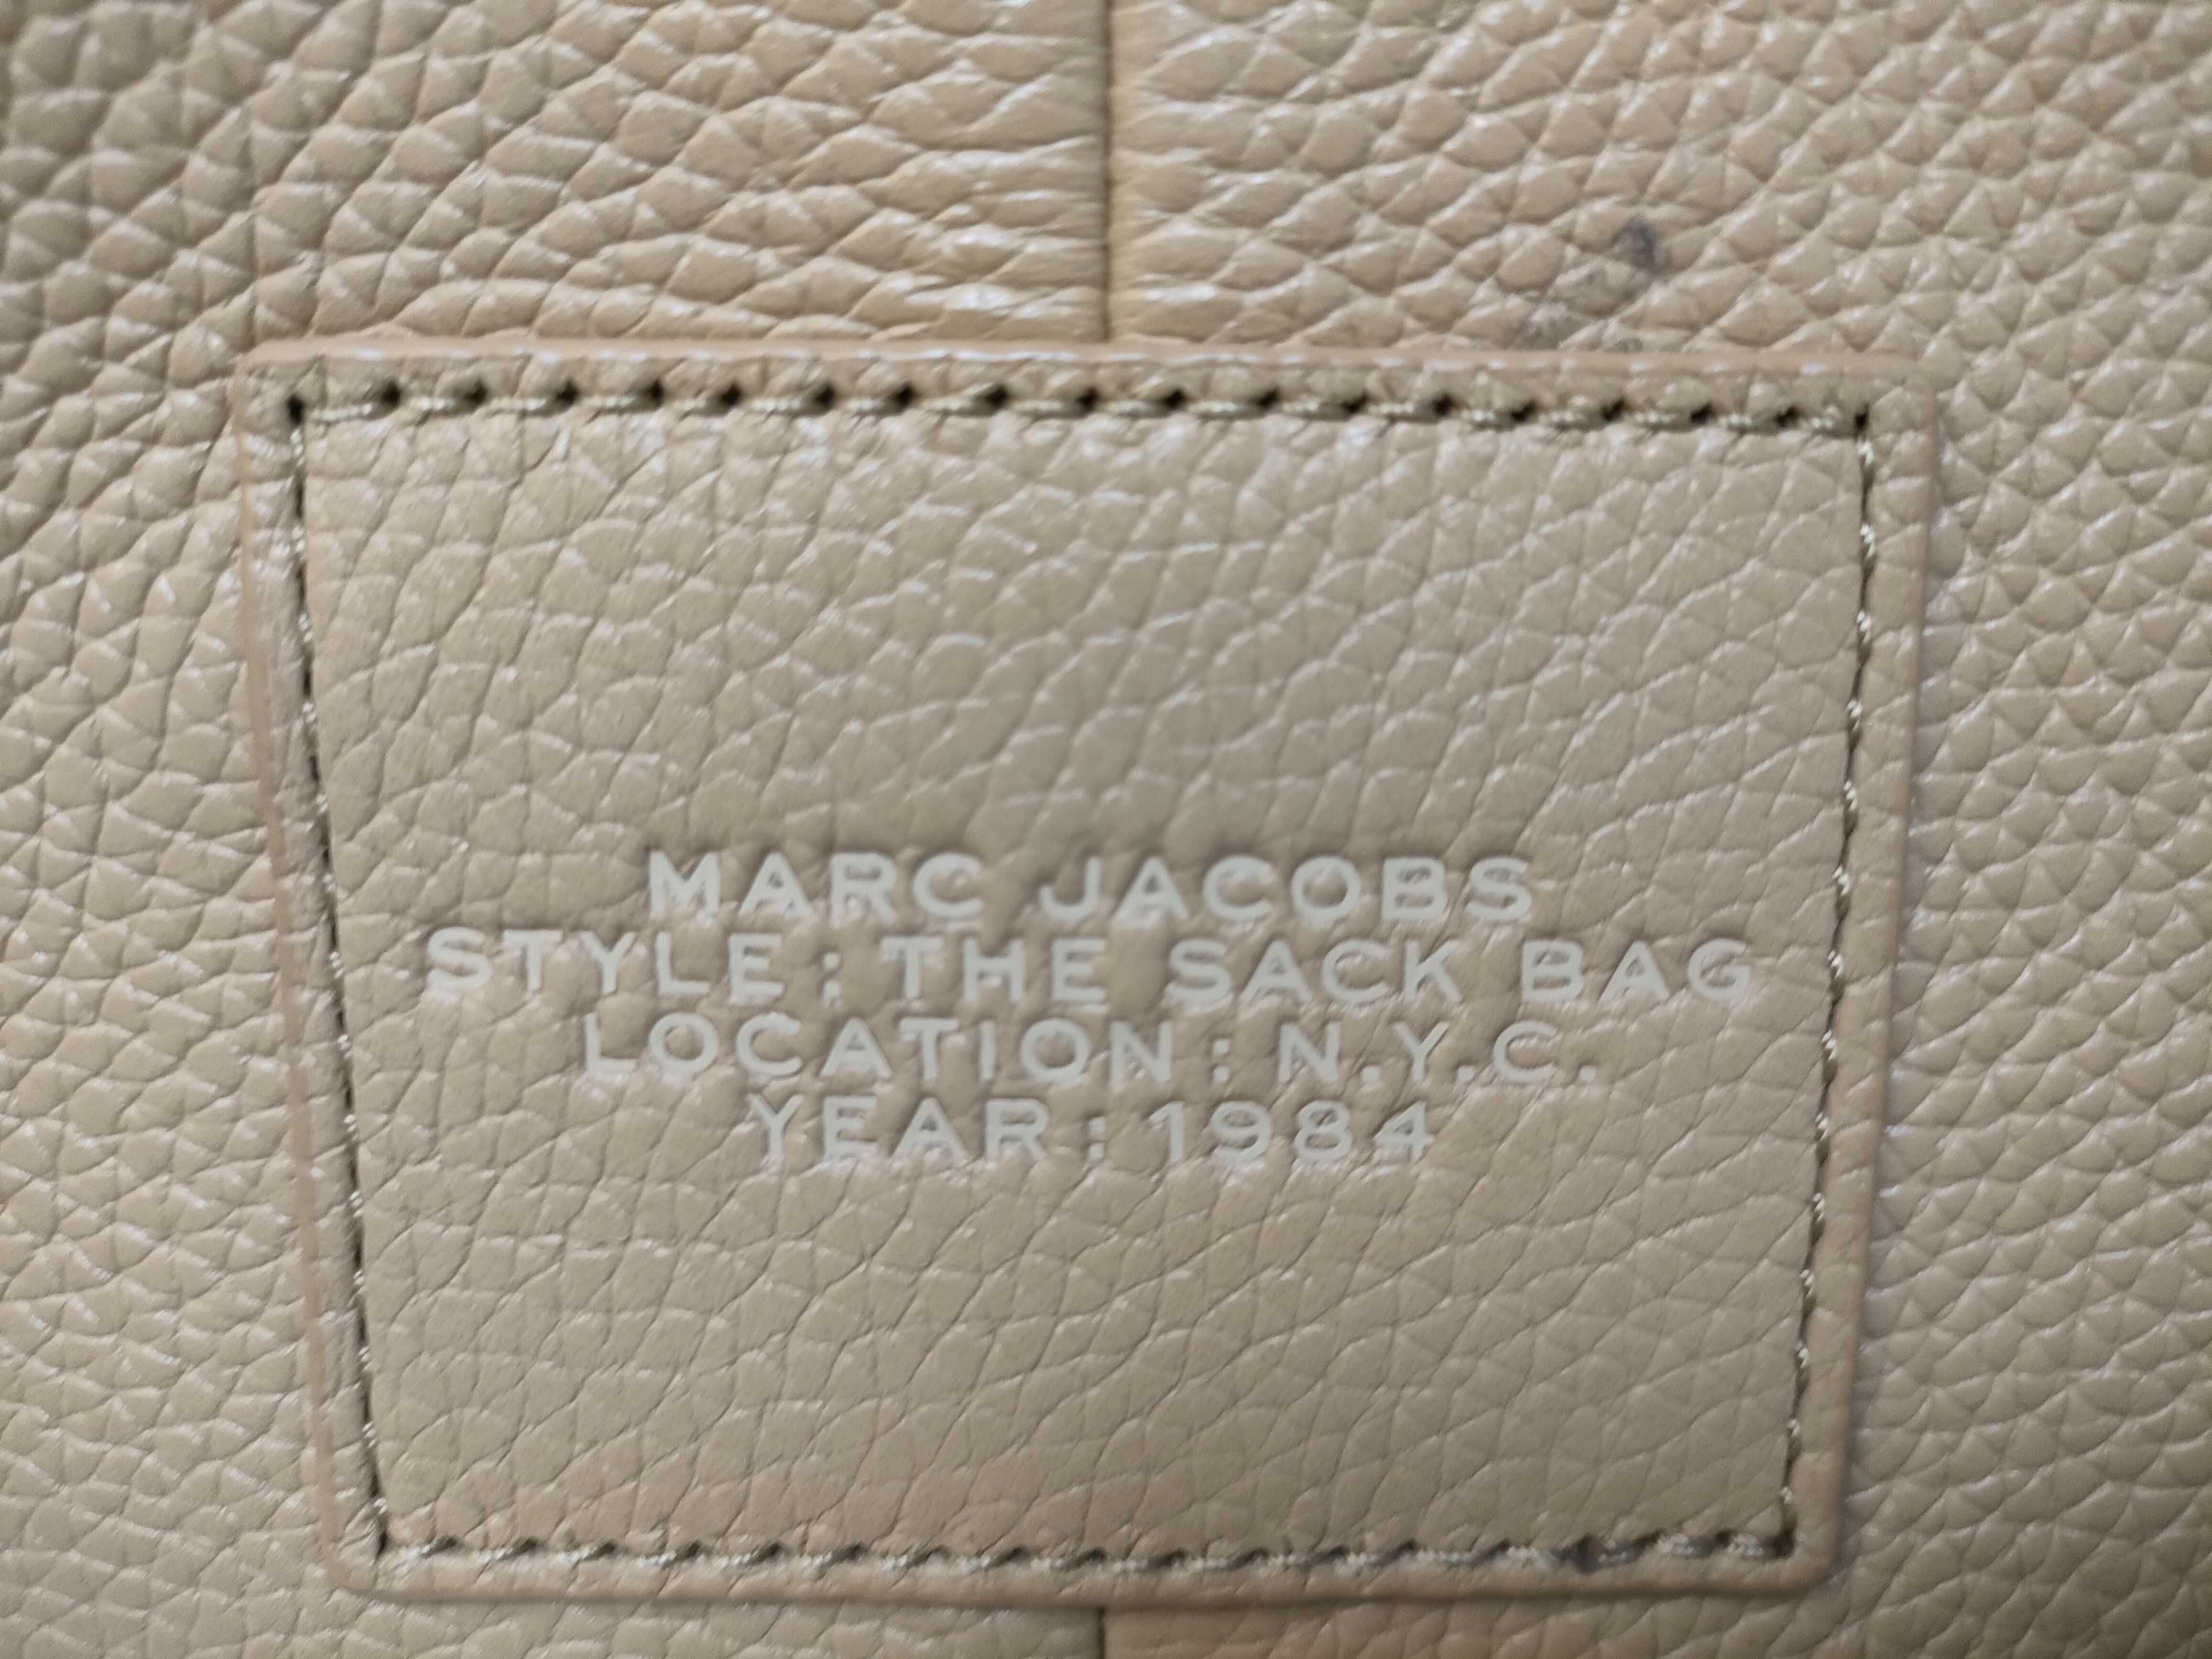 MARC JACOBS
STYLE: THE SACK BAG
LOCATION: N.Y.C.
YEAR: 1984